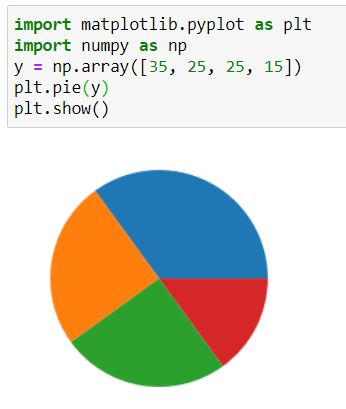 import matplotlib.pyplot as plt
import numpy as np
y = np.array([35, 25, 25, 15])
plt.pie(y)
plt.show()